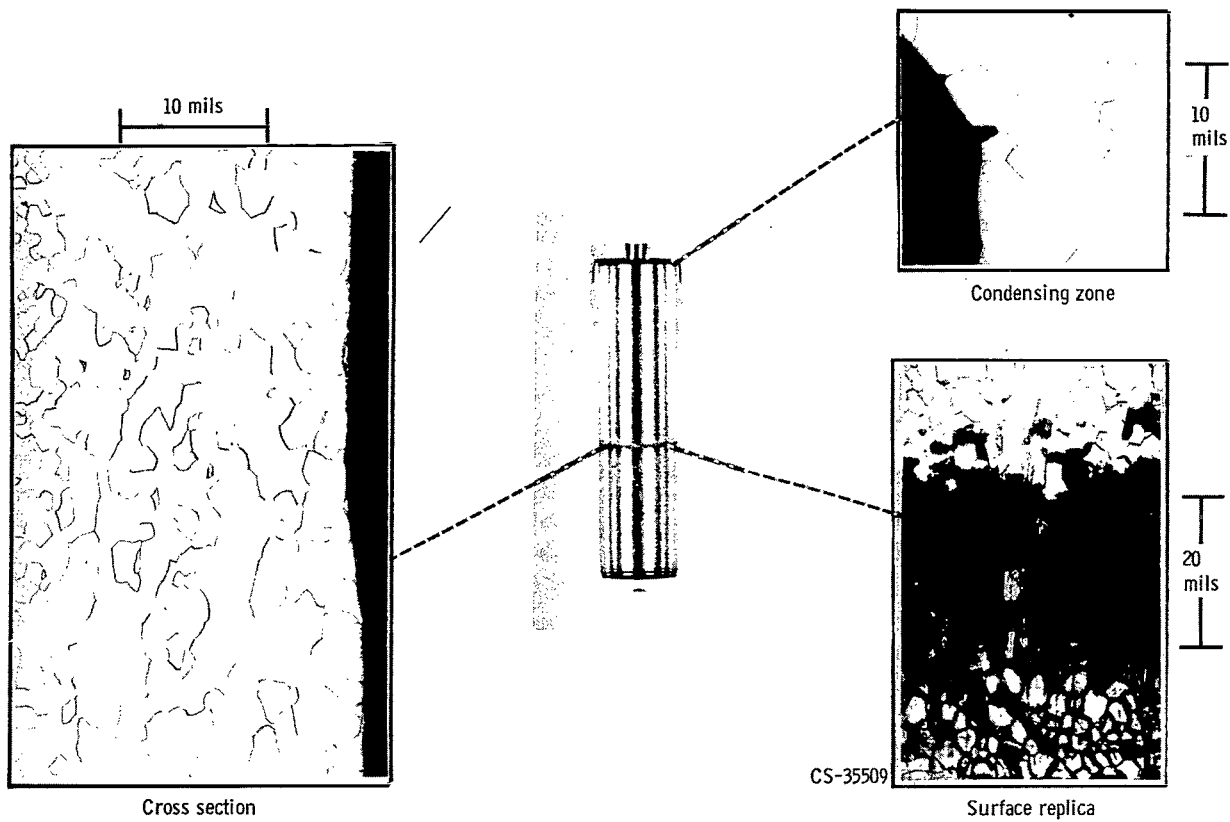 10 mils
Cross section
10
mils
Condensing zone
20
mils
CS-35509
Surface replica